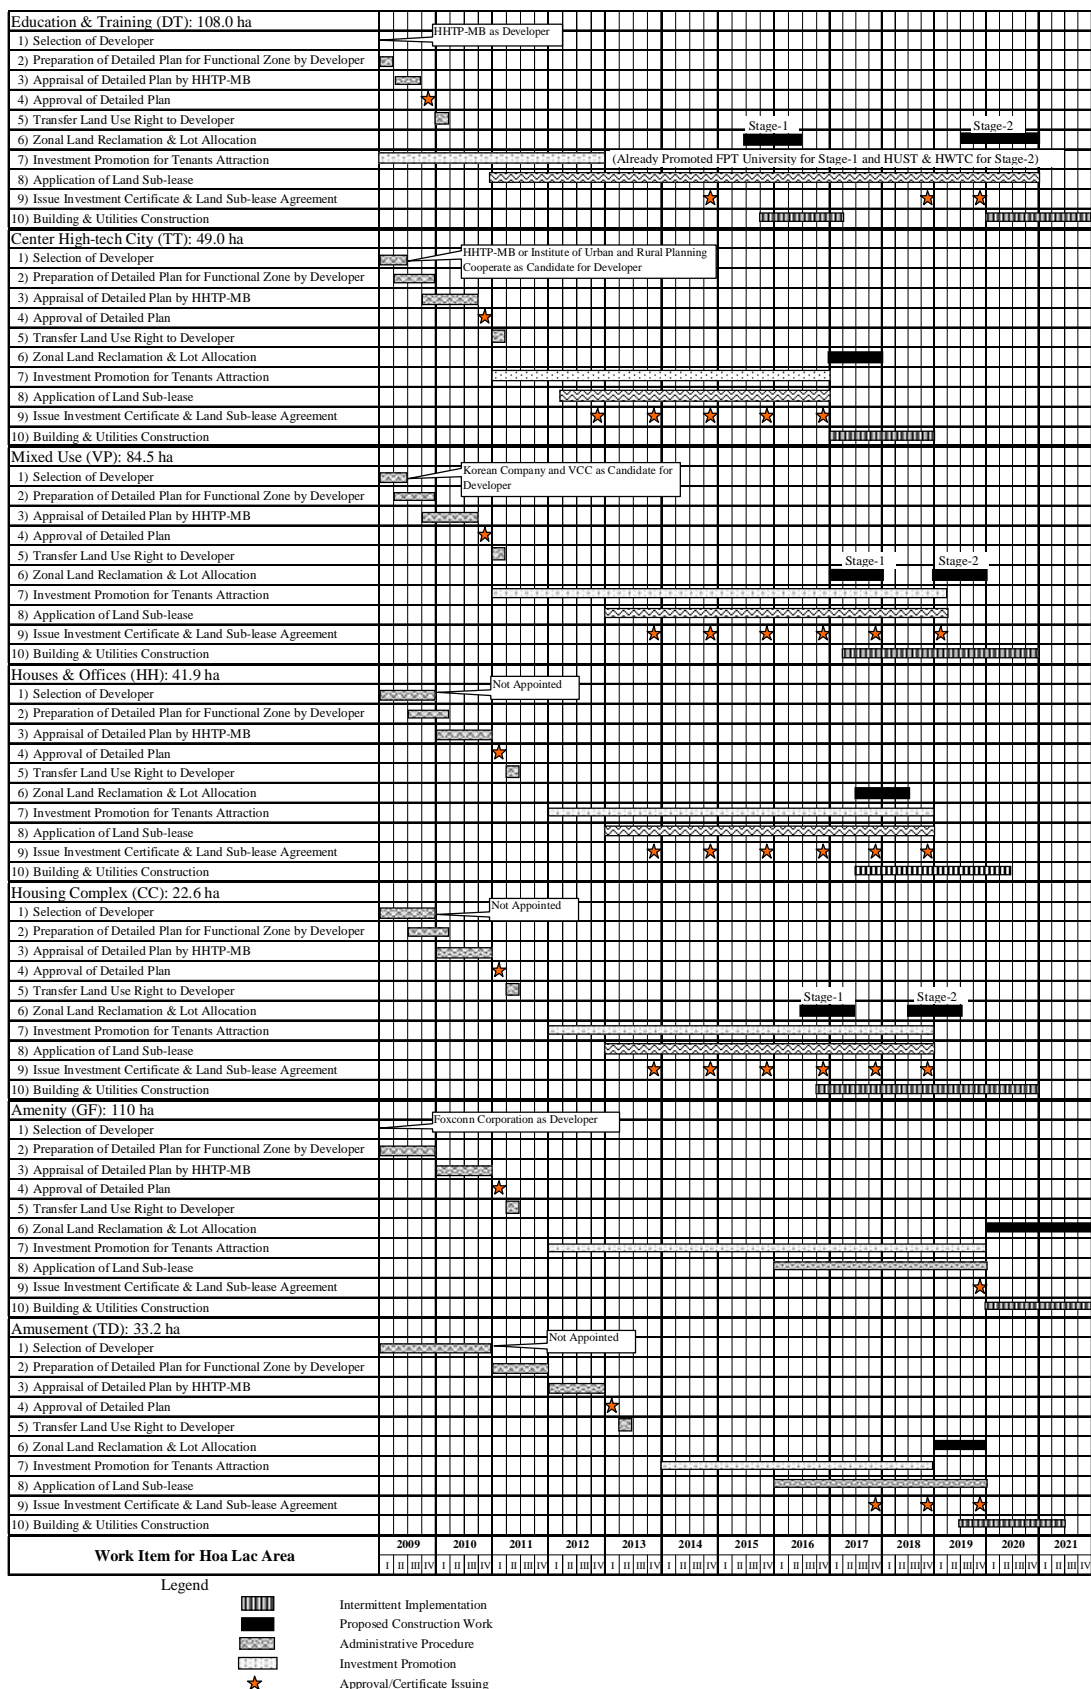 Education & Training (DT): 108.0 ha
HHTP-MB as Developer
1) Selection of Developer
2) Preparation of Detailed Plan for Functional Zone by Developer
3) Appraisal of Detailed Plan by HHTP-MB
4) Approval of Detailed Plan
5) Transfer Land Use Right to Developer
Stage-1 Stage-2
6) Zonal Land Reclamation & Lot Allocation
7) Investment Promotion for Tenants Attraction (Already Promoted FPT University for Stage-1 and HUST & HWTC for Stage-2)
8) Application of Land Sub-lease
9) Issue Investment Certificate & Land Sub-lease Agreement
10) Building & Utilities Construction
Center High-tech City (TT): 49.0 ha
HHTP-MB or Institute of Urban and Rural Planning
Cooperate as Candidate for Developer
1) Selection of Developer
2) Preparation of Detailed Plan for Functional Zone by Developer
3) Appraisal of Detailed Plan by HHTP-MB
4) Approval of Detailed Plan
5) Transfer Land Use Right to Developer
6) Zonal Land Reclamation & Lot Allocation
7) Investment Promotion for Tenants Attraction
8) Application of Land Sub-lease
9) Issue Investment Certificate & Land Sub-lease Agreement
10) Building & Utilities Construction
Mixed Use (VP): 84.5 ha
Korean Company and VCC as Candidate for
Developer
1) Selection of Developer
2) Preparation of Detailed Plan for Functional Zone by Developer
3) Appraisal of Detailed Plan by HHTP-MB
4) Approval of Detailed Plan
5) Transfer Land Use Right to Developer
Stage-1 Stage-2
6) Zonal Land Reclamation & Lot Allocation
7) Investment Promotion for Tenants Attraction
8) Application of Land Sub-lease
9) Issue Investment Certificate & Land Sub-lease Agreement
10) Building & Utilities Construction
Houses & Offices (HH): 41.9 ha
Not Appointed
1) Selection of Developer
2) Preparation of Detailed Plan for Functional Zone by Developer
3) Appraisal of Detailed Plan by HHTP-MB
4) Approval of Detailed Plan
5) Transfer Land Use Right to Developer
6) Zonal Land Reclamation & Lot Allocation
7) Investment Promotion for Tenants Attraction
8) Application of Land Sub-lease
9) Issue Investment Certificate & Land Sub-lease Agreement
10) Building & Utilities Construction
Housing Complex (CC): 22.6 ha
Not Appointed
1) Selection of Developer
2) Preparation of Detailed Plan for Functional Zone by Developer
3) Appraisal of Detailed Plan by HHTP-MB
4) Approval of Detailed Plan
5) Transfer Land Use Right to Developer
Stage-1 Stage-2
6) Zonal Land Reclamation & Lot Allocation
7) Investment Promotion for Tenants Attraction
8) Application of Land Sub-lease
9) Issue Investment Certificate & Land Sub-lease Agreement
10) Building & Utilities Construction
Amenity (GF): 110 ha
Foxconn Corporation as Developer
1) Selection of Developer
2) Preparation of Detailed Plan for Functional Zone by Developer
3) Appraisal of Detailed Plan by HHTP-MB
4) Approval of Detailed Plan
5) Transfer Land Use Right to Developer
6) Zonal Land Reclamation & Lot Allocation
7) Investment Promotion for Tenants Attraction
8) Application of Land Sub-lease
9) Issue Investment Certificate & Land Sub-lease Agreement
10) Building & Utilities Construction
Amusement (TD): 33.2 ha
Not Appointed
1) Selection of Developer
2) Preparation of Detailed Plan for Functional Zone by Developer
3) Appraisal of Detailed Plan by HHTP-MB
4) Approval of Detailed Plan
5) Transfer Land Use Right to Developer
6) Zonal Land Reclamation & Lot Allocation
7) Investment Promotion for Tenants Attraction
8) Application of Land Sub-lease
9) Issue Investment Certificate & Land Sub-lease Agreement
10) Building & Utilities Construction
2009 2010 2011 2012 2013 2014 2015 2016 2017 2018 2019 2020 2021
Work Item for Hoa Lac Area
I II III IV I II III IV I II III IV I II III IV I II III IV I II III IV I II III IV I II III IV I II III IV I II III IV I II III IV I II III IV I II III IV
Legend
Intermittent Implementation
Proposed Construction Work
Administrative Procedure
Investment Promotion
Approval/Certificate Issuing